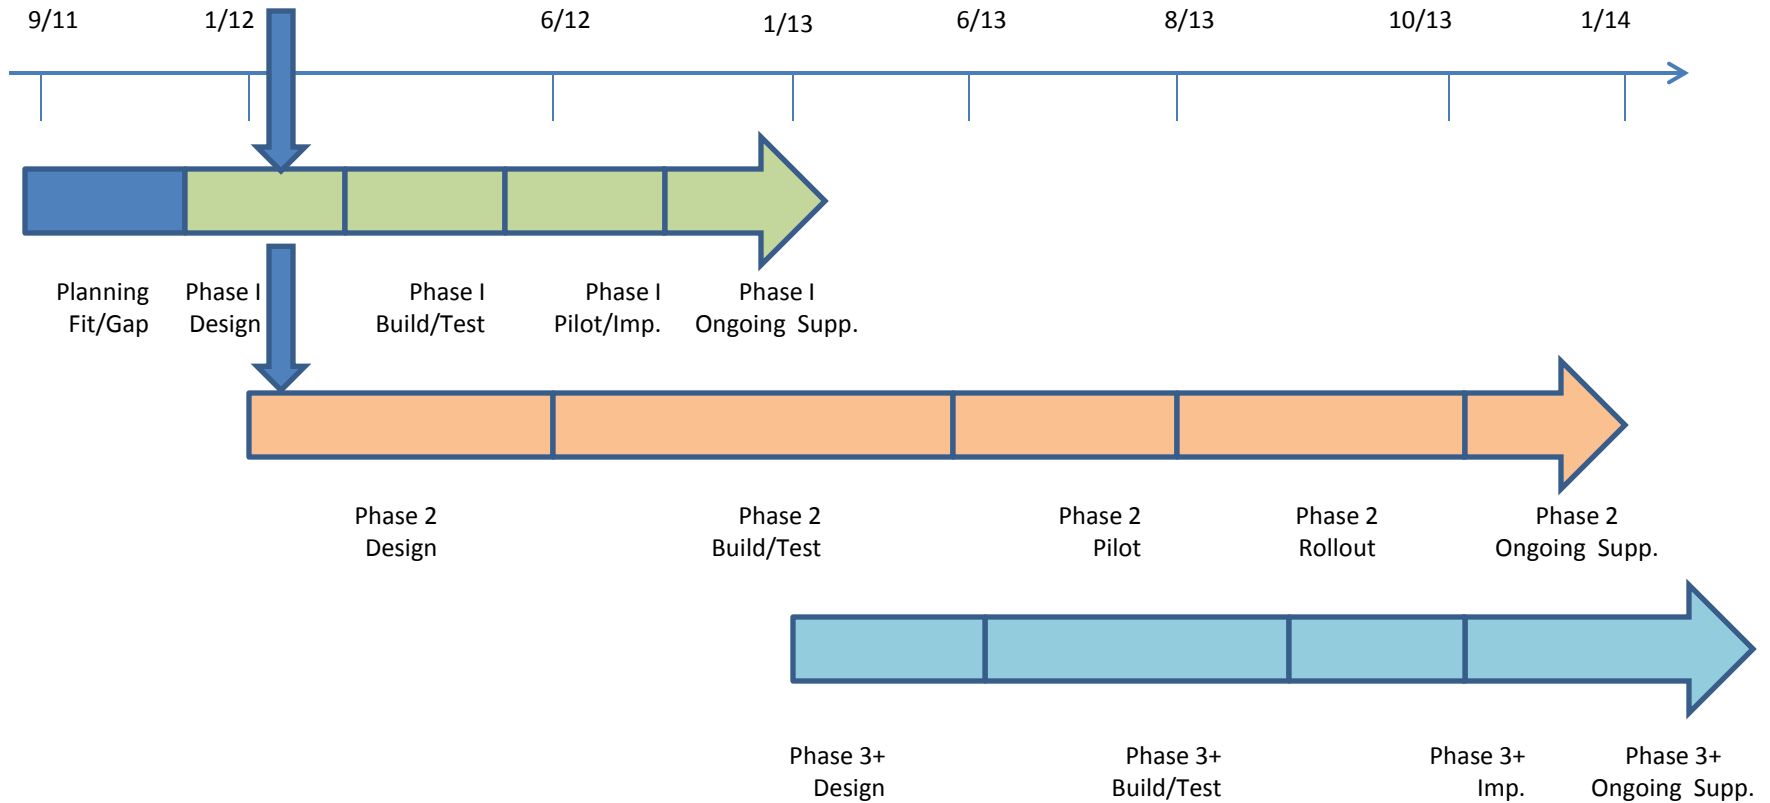 9/11 1/12 6/12 1/13 6/13 8/13 10/13 1/14
Planning Phase I Phase I Phase I Phase I
Fit/Gap Design Build/Test Pilot/Imp. Ongoing Supp.
Phase 2 Phase 2 Phase 2 Phase 2 Phase 2
Design Build/Test Pilot Rollout Ongoing Supp.
Phase 3+ Phase 3+ Phase 3+ Phase 3+
Design Build/Test Imp. Ongoing Supp.